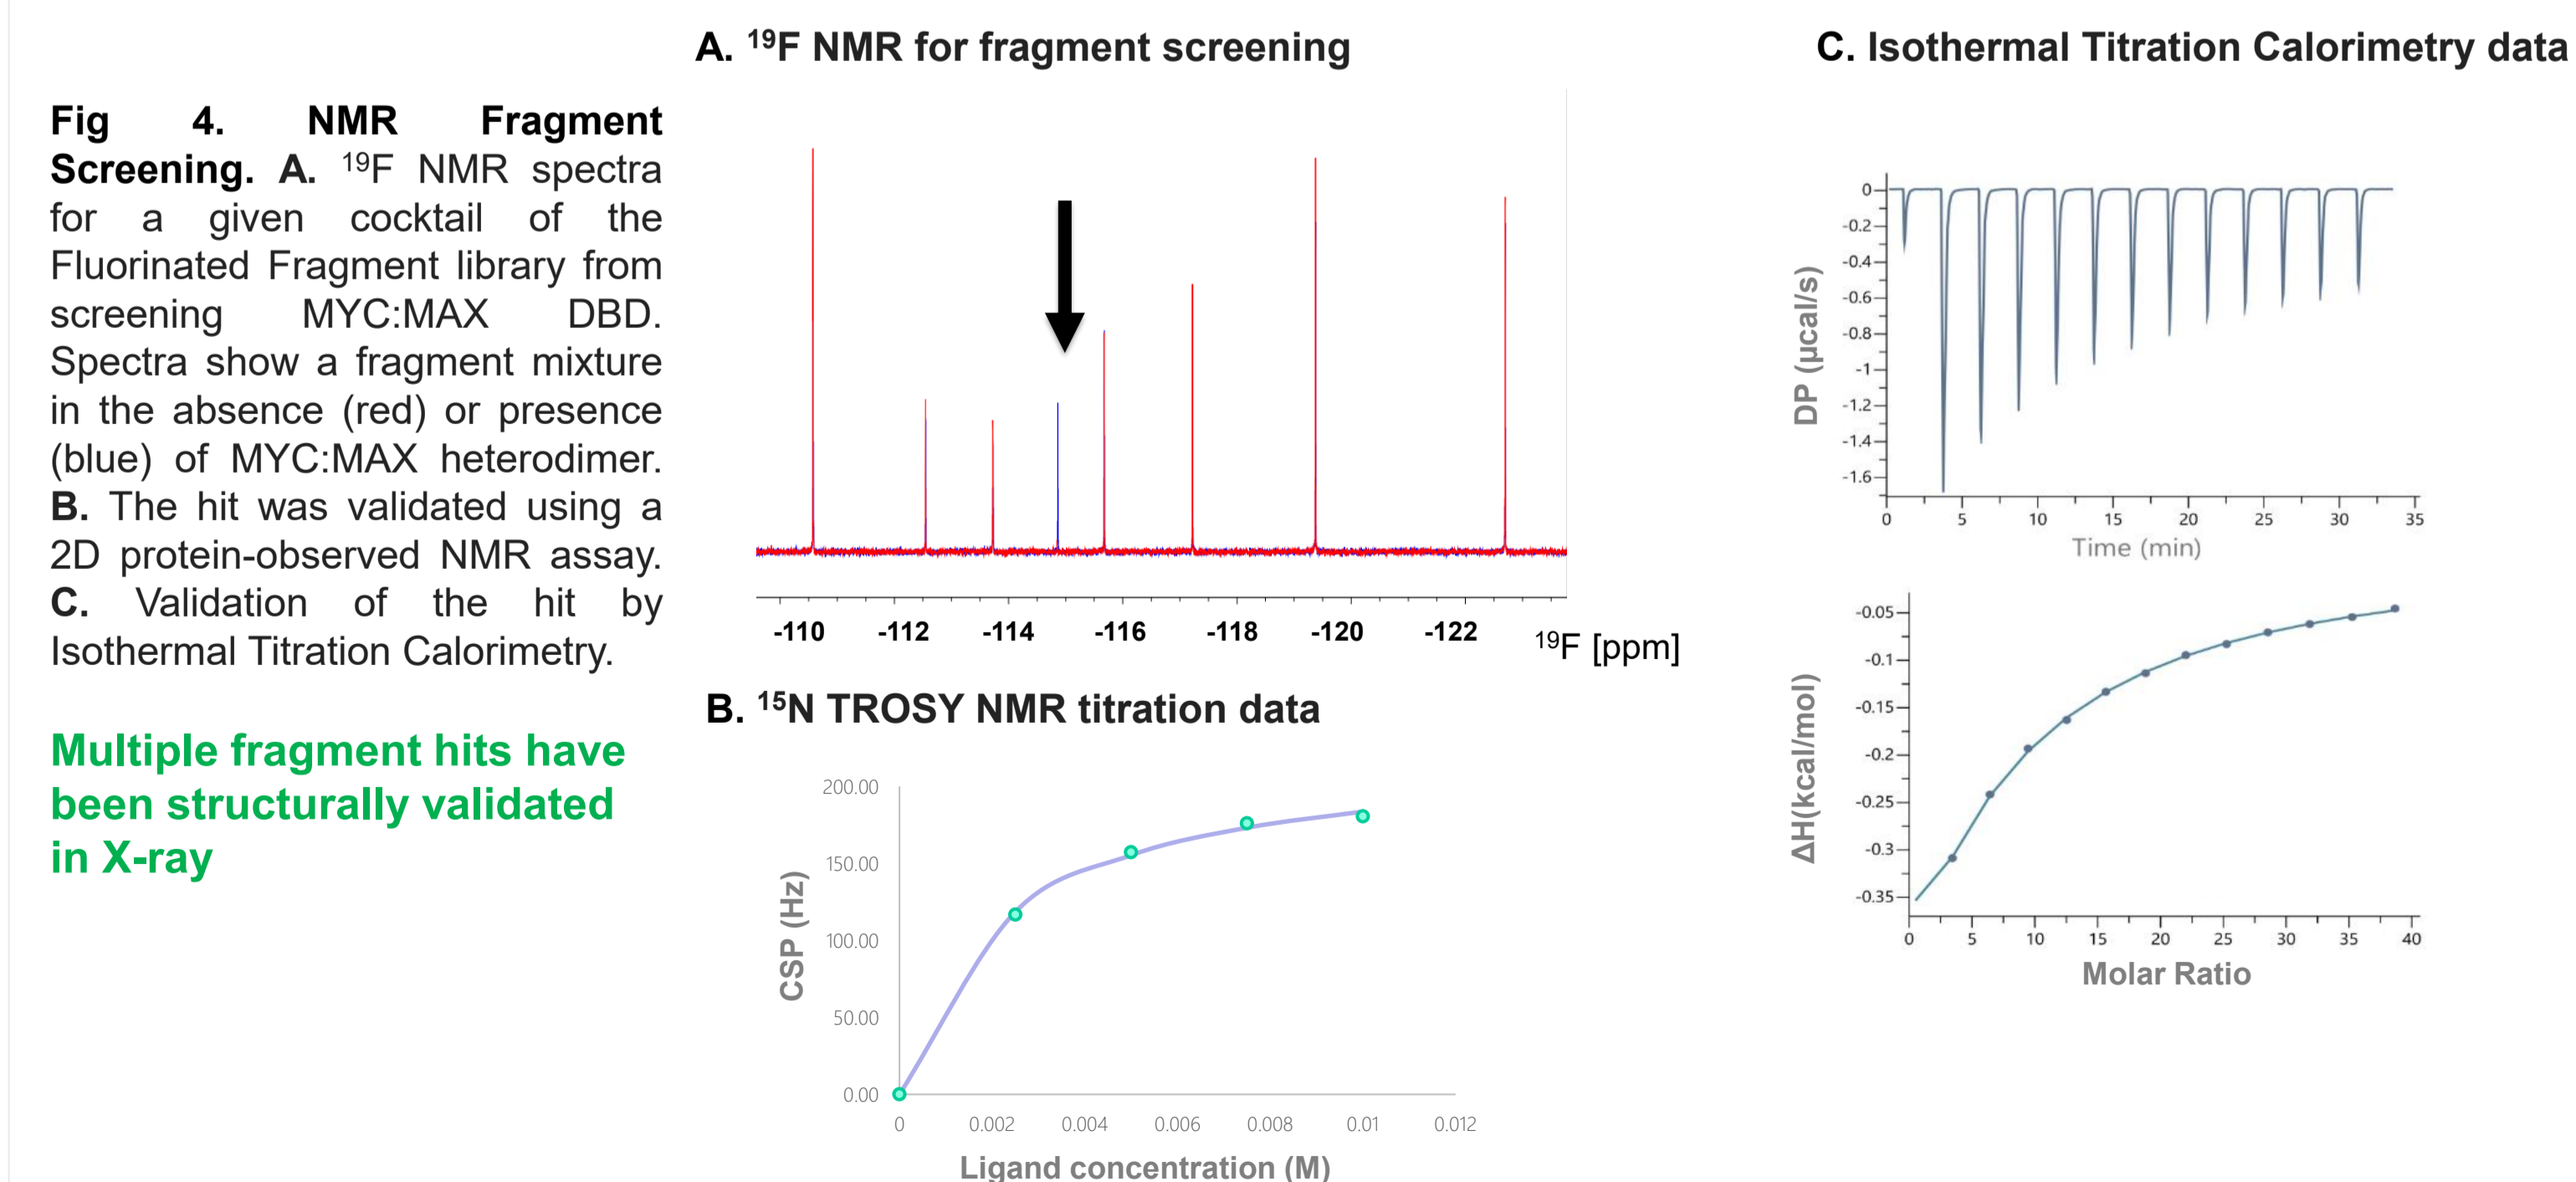 Fig 4. NMR Fragment
Screening. A. ¹⁹F NMR spectra
for a given cocktail of the
Fluorinated Fragment library from
screening MYC:MAX DBD.
Spectra show a fragment mixture
in the absence (red) or presence
(blue) of MYC:MAX heterodimer.
B. The hit was validated using a
2D protein-observed NMR assay.
C. Validation of the hit by
Isothermal Titration Calorimetry.
Multiple fragment hits have
been structurally validated
in X-ray
A. ¹⁹F NMR for fragment screening
-110 -112 -114 -116 -118 -120 -122
¹⁹F [ppm]
B. ¹⁵N TROSY NMR titration data
CSP (Hz)
200.00
150.00
100.00
50.00
0.00
0 0.002 0.004 0.006 0.008 0.01 0.012
Ligand concentration (M)
C. Isothermal Titration Calorimetry data
DP (µcal/s)
0
-0.2
-0.4
-0.6
-0.8
-1
-1.2
-1.4
-1.6
0 5 10 15 20 25 30 35
Time (min)
ΔH(kcal/mol)
-0.05
-0.1
-0.15
-0.2
-0.25
-0.3
-0.35
0 5 10 15 20 25 30 35 40
Molar Ratio